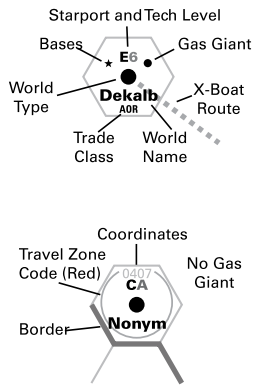 Starport and Tech Level
Bases
Gas Giant
E6
World
Type
Dekalb
AOR
X-Boat
Route
Trade
Class
World
Name
Coordinates
Travel Zone
Code (Red)
0407
No Gas
Giant
CA
Border
Nonym